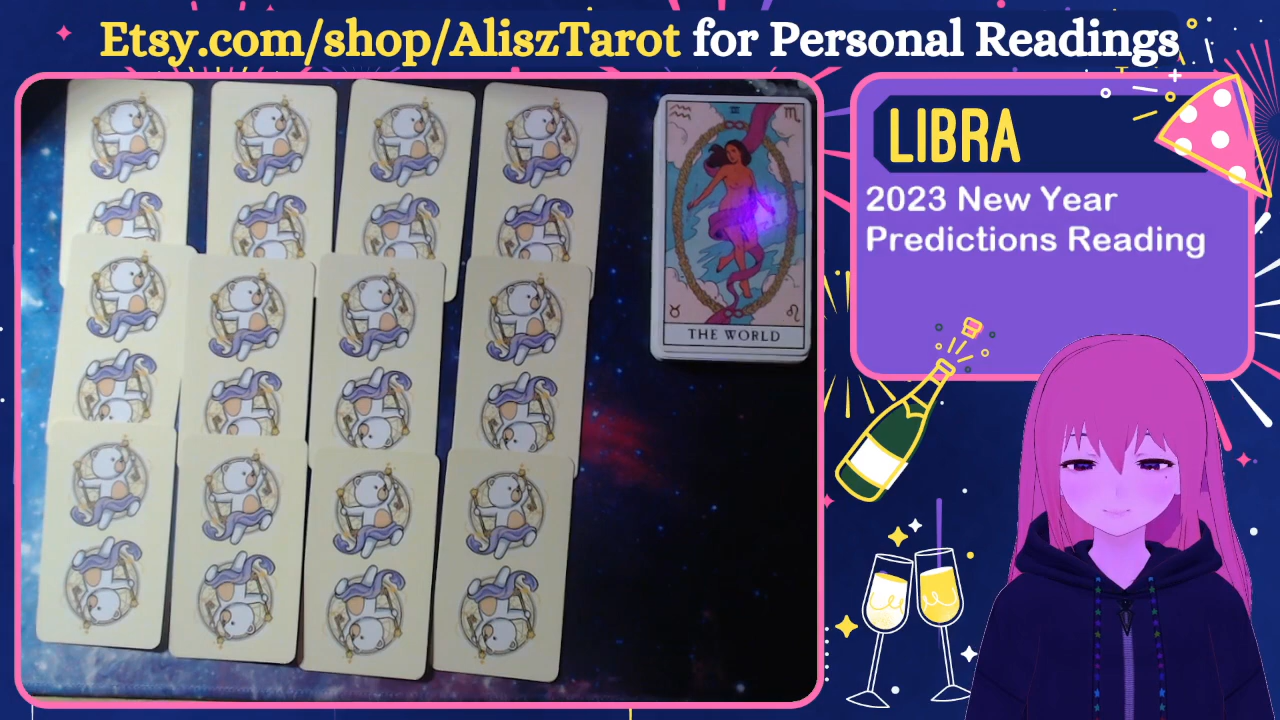 Etsy.com/shop/AliszTarot for Personal Readings
LIBRA
2023 New Year
Predictions Reading
THE WORLD